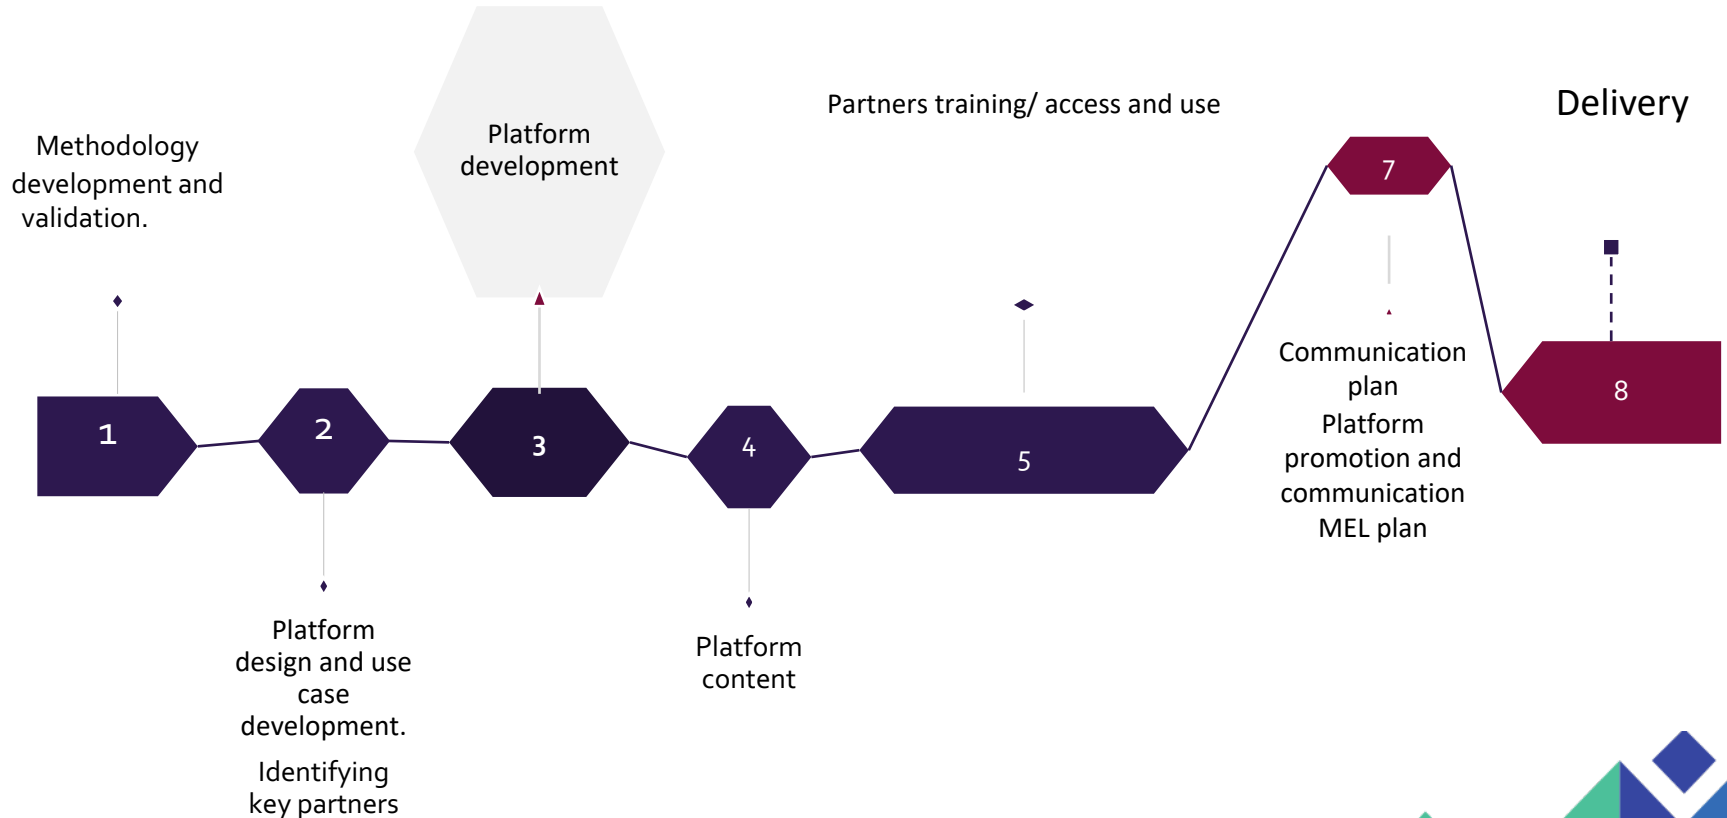 Methodology
development and
validation.
Platform
development
Partners training/ access and use
Delivery
1
2
3
4
5
7
8
Platform
design and use
case
development.
Identifying
key partners
Platform
content
Communication
plan
Platform
promotion and
communication
MEL plan